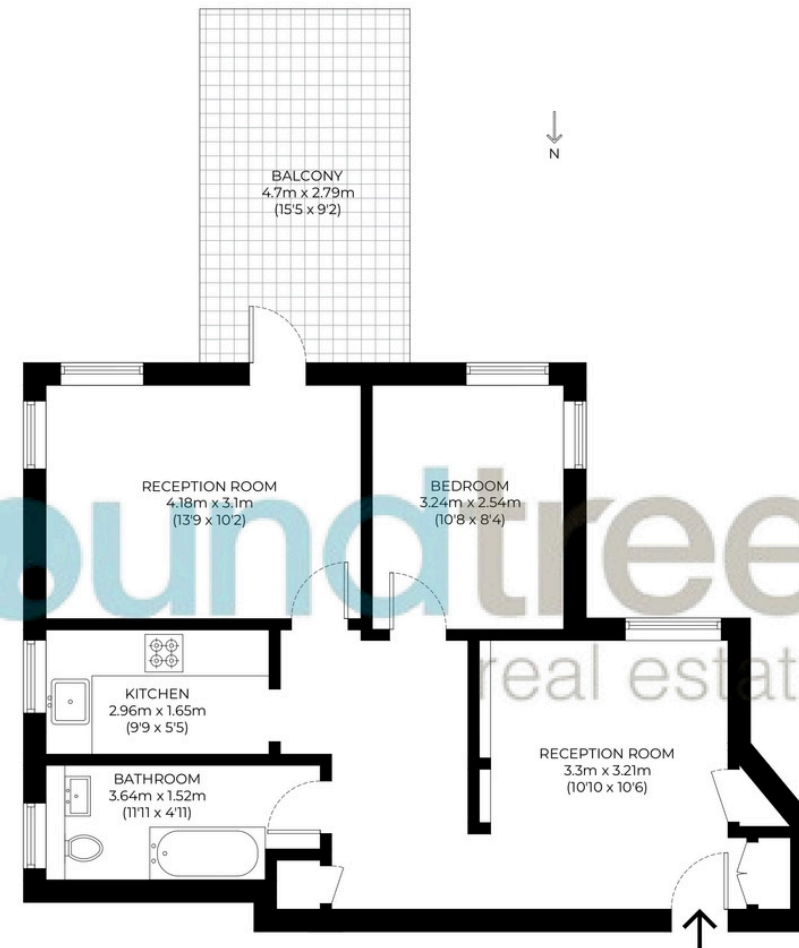 BALCONY
4.7m x 2.79m
(15'5 x 9'2)
N
RECEPTION ROOM
4.18m x 3.1m
(13'9 x 10'2)
BEDROOM
3.24m x 2.54m
(10'8 x 8'4)
oundtree
real estat
KITCHEN
2.96m x 1.65m
(9'9 x 5'5)
RECEPTION ROOM
3.3m x 3.21m
(10'10 x 10'6)
BATHROOM
3.64m x 1.52m
(11'11 x 4'11)